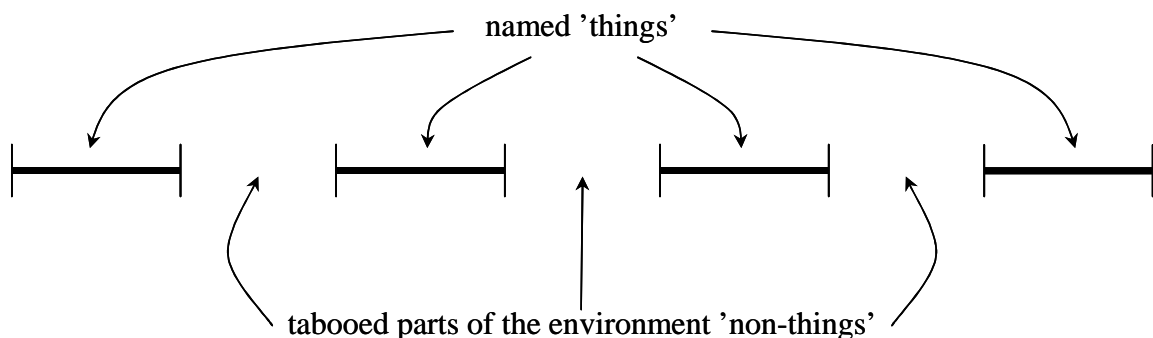 named ’things’
tabooed parts of the environment ’non-things’